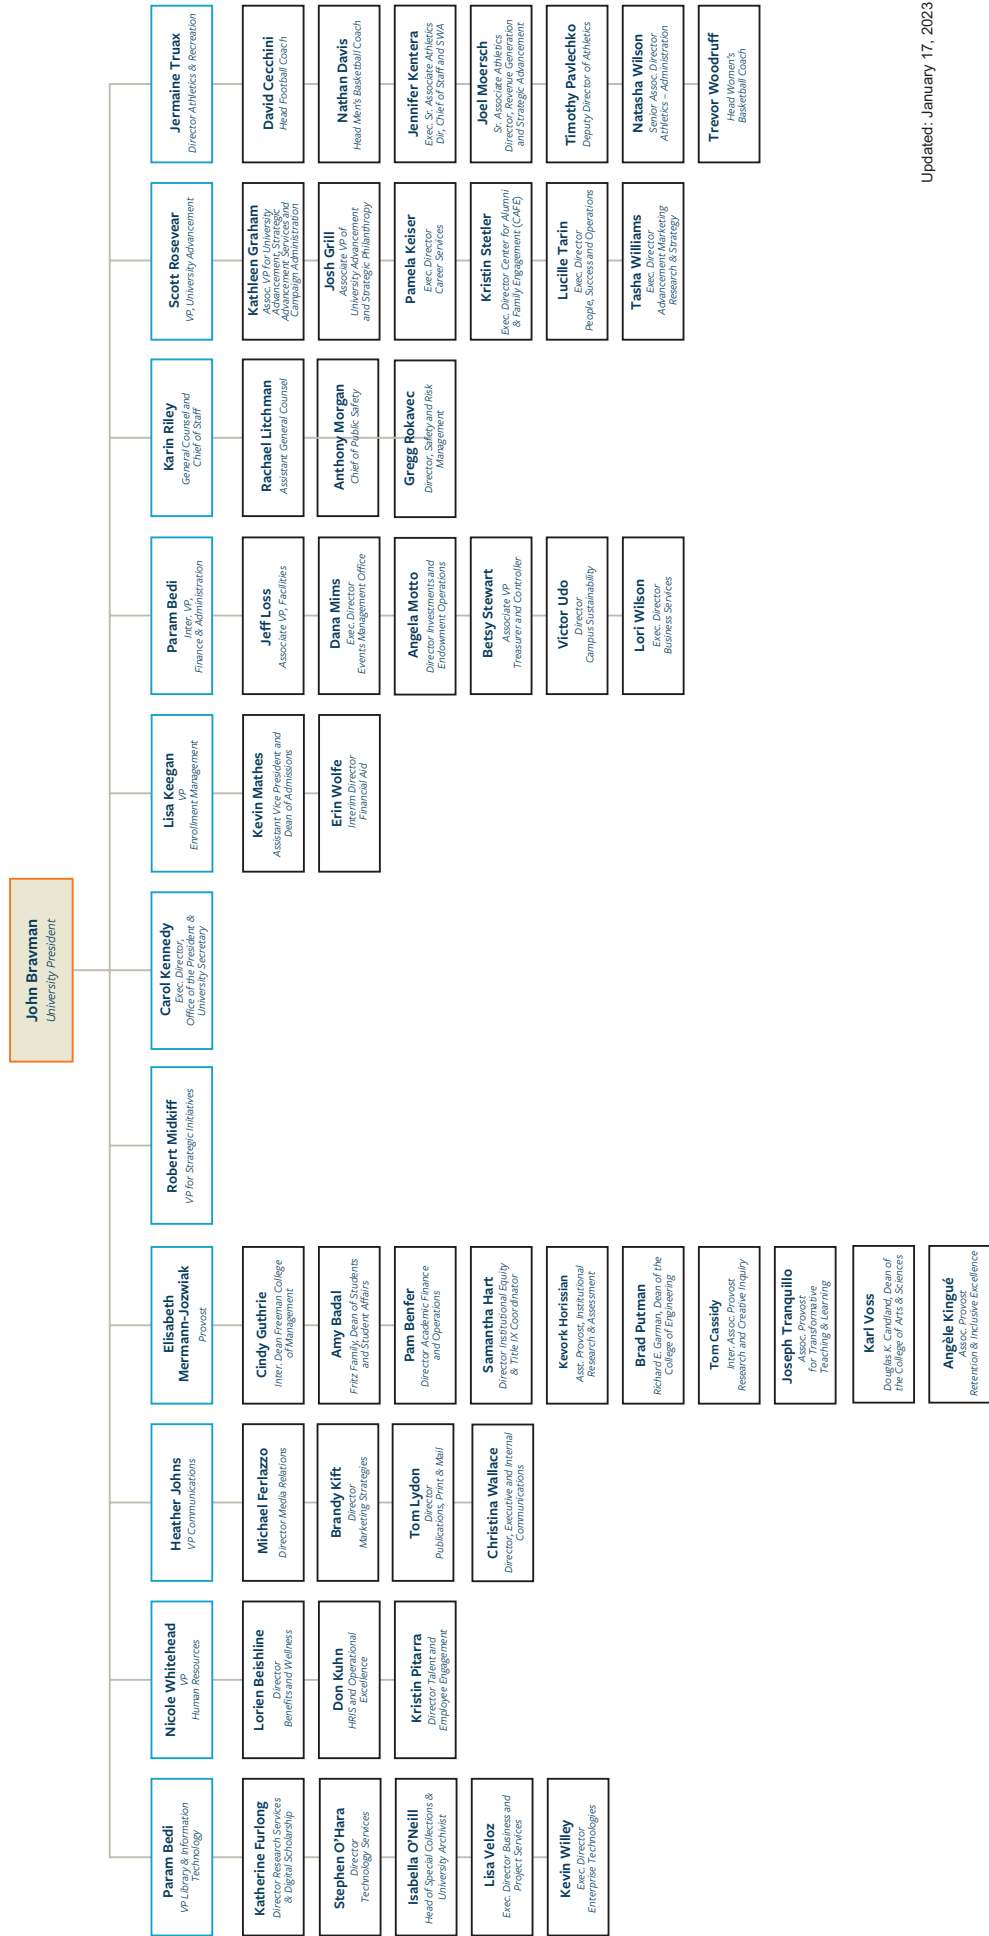 John Bravman
University President
Param Bedi
VP Library & Information
Technology
Katherine Furlong
Director Research Services
& Digital Scholarship
Stephen O'Hara
Director
Technology Services
Isabella O'Neill
Head of Special Collections &
University Archivist
Lisa Veloz
Exec. Director Business and
Project Services
Kevin Willey
Exec. Director
Enterprise Technologies
Nicole Whitehead
VP
Human Resources
Lorien Beishline
Director
Benefits and Wellness
Don Kuhn
HRIS and Operational
Excellence
Kristin Pitarra
Director Talent and
Employee Engagement
Heather Johns
VP Communications
Michael Ferlazzo
Director Media Relations
Brandy Kift
Director
Marketing Strategies
Tom Lydon
Director
Publications, Print & Mail
Christina Wallace
Director, Executive and Internal
Communications
Elisabeth
Mermann-Jozwiak
Provost
Cindy Guthrie
Inter. Dean Freeman College
of Management
Amy Badal
Fritz Family, Dean of Students
and Student Affairs
Pam Benfer
Director Academic Finance
and Operations
Samantha Hart
Director Institutional Equity
& Title IX Coordinator
Kevork Horissian
Asst. Provost, Institutional
Research & Assessment
Brad Putman
Richard E. Garman, Dean of the
College of Engineering
Tom Cassidy
Inter. Assoc. Provost
Research and Creative Inquiry
Joseph Tranquillo
Assoc. Provost
for Transformative
Teaching & Learning
Karl Voss
Douglas K. Candland, Dean of
the College of Arts & Sciences
Angèle Kingué
Assoc. Provost
Retention & Inclusive Excellence
Robert Midkiff
VP for Strategic Initiatives
Carol Kennedy
Exec. Director,
Office of the President &
University Secretary
Lisa Keegan
VP
Enrollment Management
Kevin Mathes
Assistant Vice President and
Dean of Admissions
Erin Wolfe
Interim Director
Financial Aid
Param Bedi
Inter. VP,
Finance & Administration
Jeff Loss
Associate VP, Facilities
Dana Mims
Exec. Director
Events Management Office
Angela Motto
Director Investments and
Endowment Operations
Betsy Stewart
Associate VP
Treasurer and Controller
Victor Udo
Director
Campus Sustainability
Lori Wilson
Exec. Director
Business Services
Karin Riley
General Counsel and
Chief of Staff
Rachael Litchman
Assistant General Counsel
Anthony Morgan
Chief of Public Safety
Gregg Rokavec
Director, Safety and Risk
Management
Scott Rosevear
VP, University Advancement
Kathleen Graham
Assoc. VP for University
Advancement, Strategic
Advancement Services and
Campaign Administration
Josh Grill
Associate VP of
University Advancement
and Strategic Philanthropy
Pamela Keiser
Exec. Director
Career Services
Kristin Stetler
Exec. Director Center for Alumni
& Family Engagement (CAFE)
Lucille Tarin
Exec. Director
People, Success and Operations
Tasha Williams
Exec. Director
Advancement Marketing
Research & Strategy
Jermaine Truax
Director Athletics & Recreation
David Cecchini
Head Football Coach
Nathan Davis
Head Men's Basketball Coach
Jennifer Kentera
Exec. Sr. Associate Athletics
Dir, Chief of Staff and SWA
Joel Moersch
Sr. Associate Athletics
Director, Revenue Generation
and Strategic Advancement
Timothy Pavlechko
Deputy Director of Athletics
Natasha Wilson
Senior Assoc. Director
Athletics – Administration
Trevor Woodruff
Head Women's
Basketball Coach
Updated: January 17, 2023